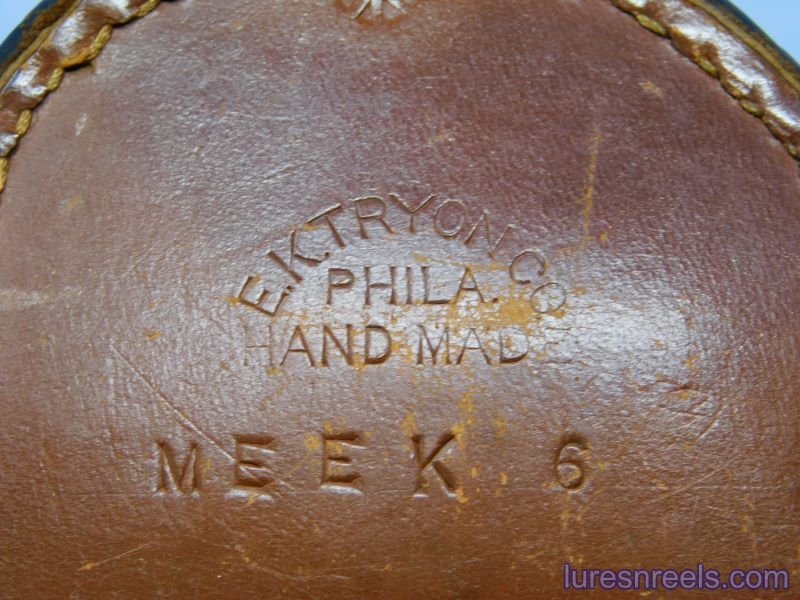 E.K.TRYON CO
PHILA.
HAND MADE
MEEK 6
luresnreels.com